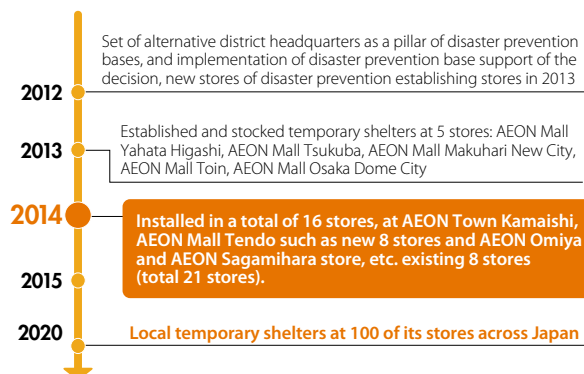 Set of alternative district headquarters as a pillar of disaster prevention
bases, and implementation of disaster prevention base support of the
decision, new stores of disaster prevention establishing stores in 2013
2012
Established and stocked temporary shelters at 5 stores: AEON Mall
Yahata Higashi, AEON Mall Tsukuba, AEON Mall Makuhari New City,
AEON Mall Toin, AEON Mall Osaka Dome City
2013
2014
Installed in a total of 16 stores, at AEON Town Kamaishi,
AEON Mall Tendo such as new 8 stores and AEON Omiya
and AEON Sagamihara store, etc. existing 8 stores
(total 21 stores).
2015
2020
Local temporary shelters at 100 of its stores across Japan